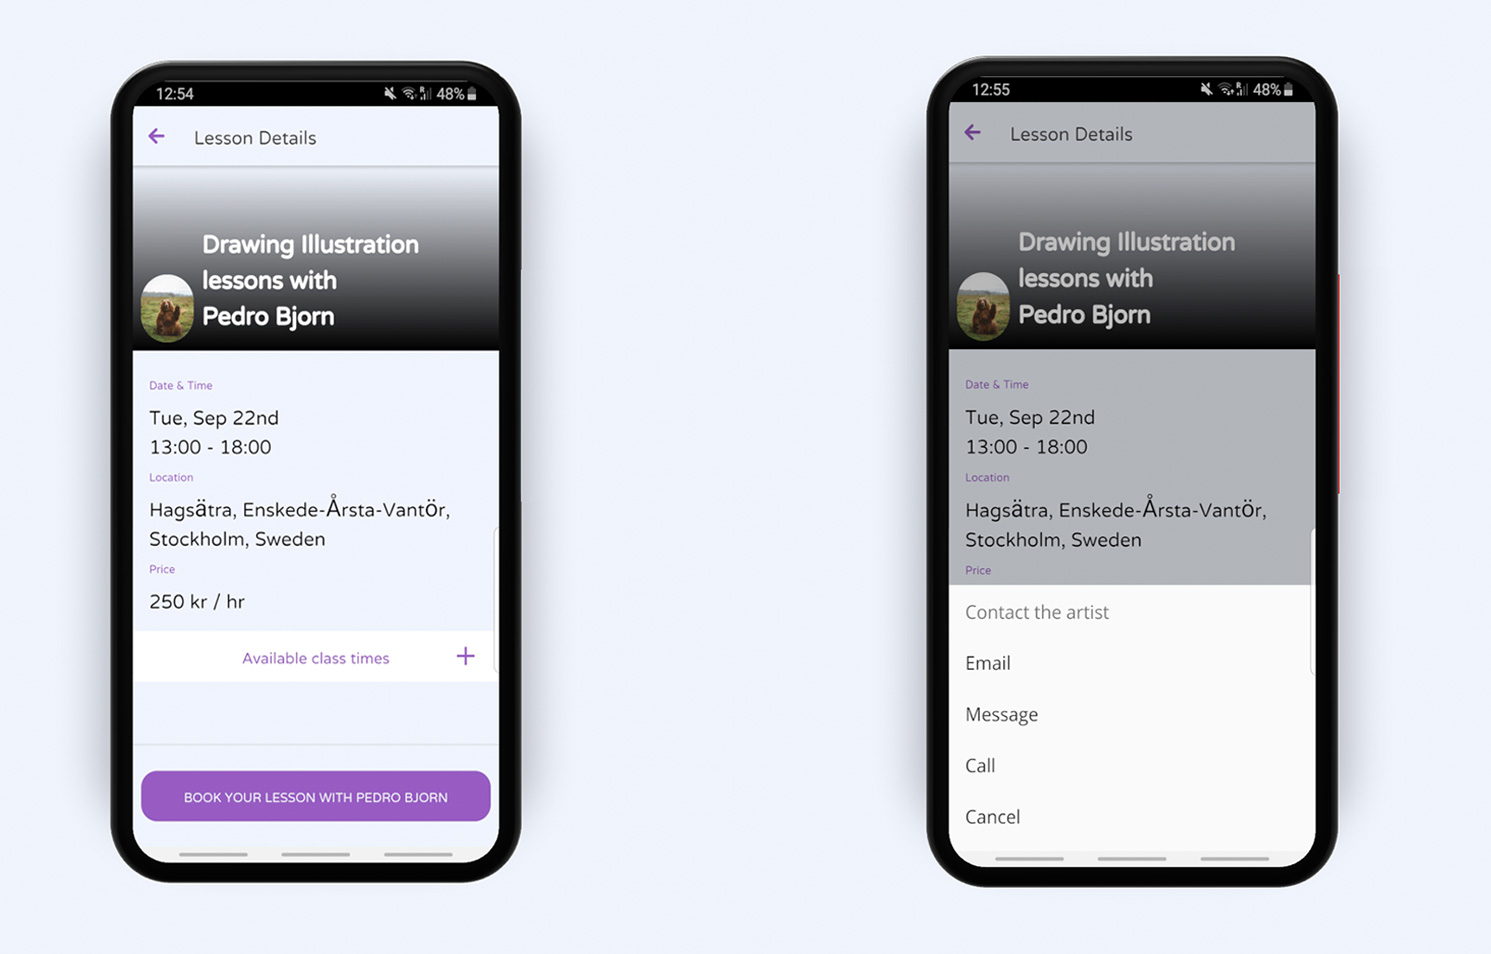 12:54
48%
Lesson Details
Drawing Illustration
lessons with
Pedro Bjorn
Date & Time
Tue, Sep 22nd
13:00 - 18:00
Location
Hagsätra, Enskede-Årsta-Vantör,
Stockholm, Sweden
Price
250 kr / hr
Available class times
BOOK YOUR LESSON WITH PEDRO BJORN
12:55
48%
Lesson Details
Drawing Illustration
lessons with
Pedro Bjorn
Date & Time
Tue, Sep 22nd
13:00 - 18:00
Location
Hagsätra, Enskede-Årsta-Vantör,
Stockholm, Sweden
Price
Contact the artist
Email
Message
Call
Cancel